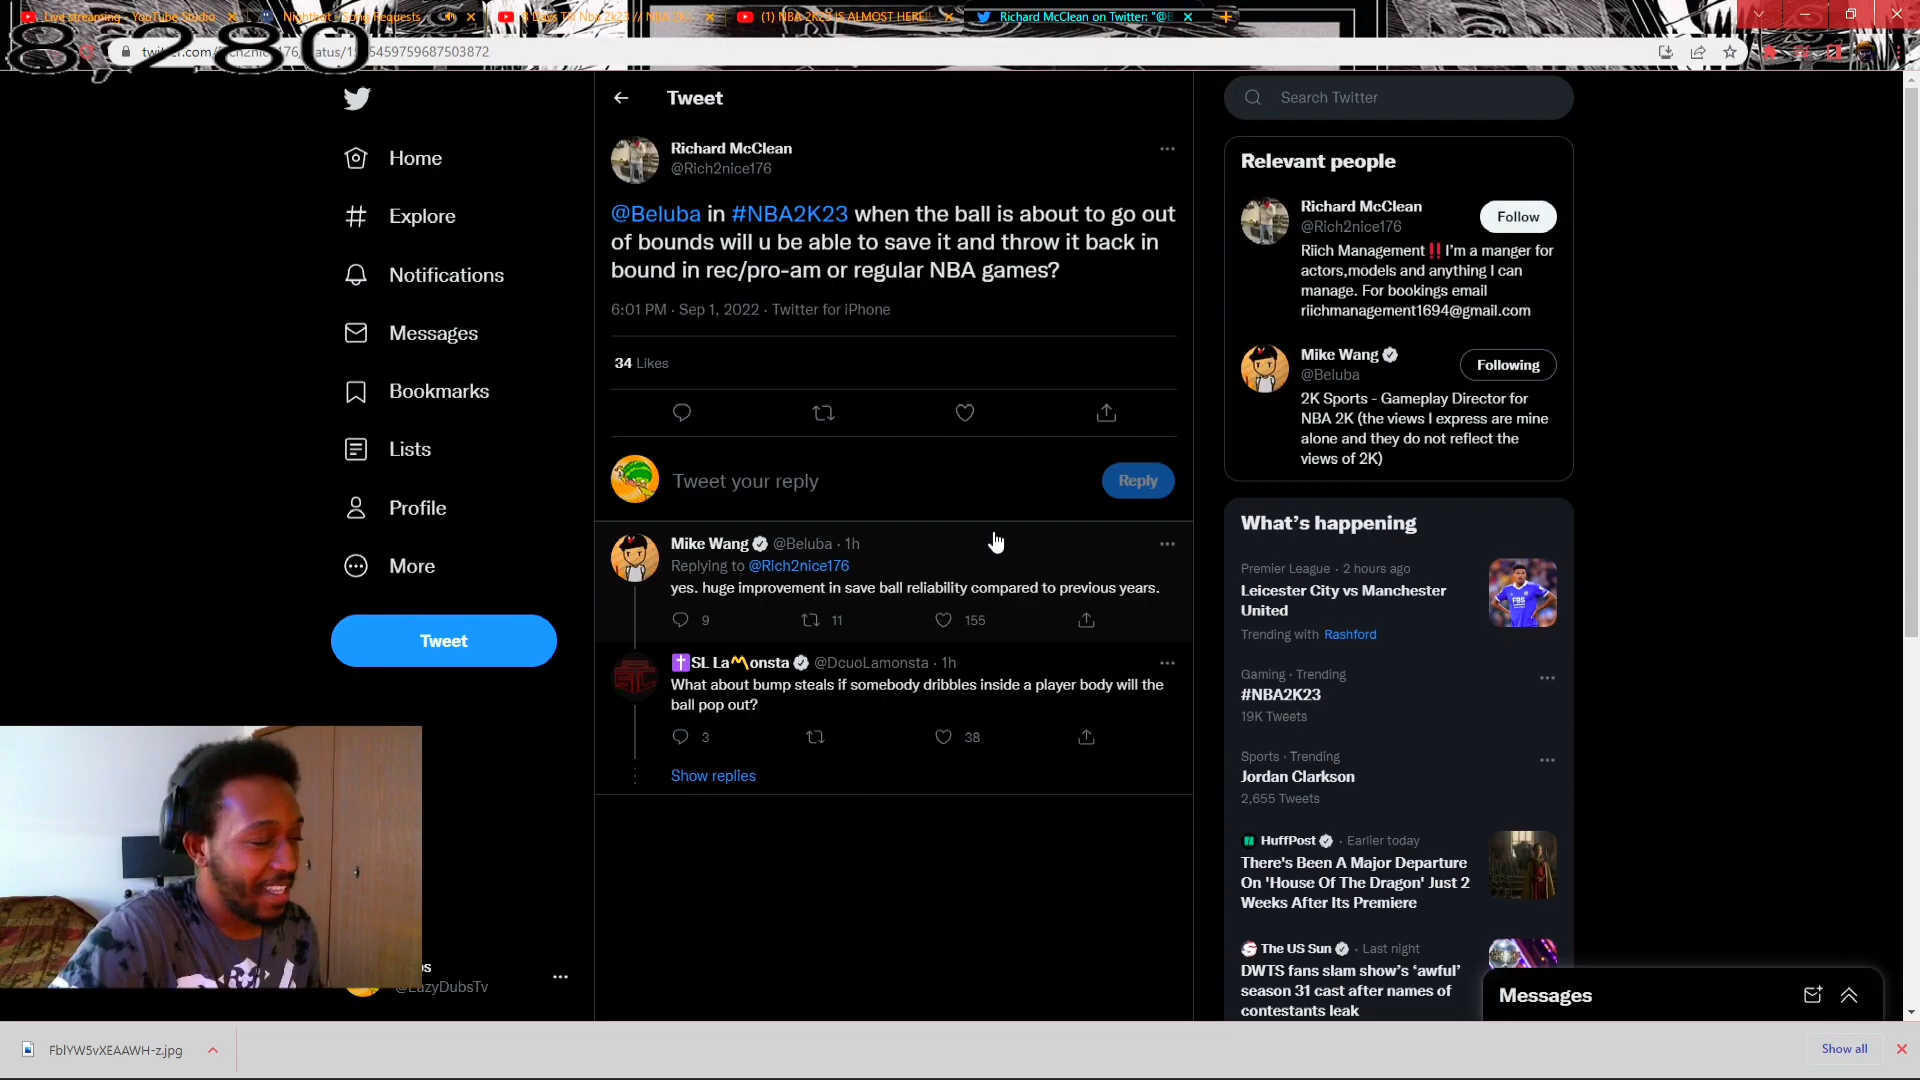 Live streaming - YouTube Studio
Nightbot - Song Requests
(1) NBA 2K23 IS ALMOST HERE!!
Richard McClean on Twitter: "@B
8,280
459759687503872
Tweet
Search Twitter
Home
Explore
Notifications
Messages
Bookmarks
Lists
Profile
More
Tweet
Richard McClean
@Rich2nice176
@Beluba in #NBA2K23 when the ball is about to go out
of bounds will u be able to save it and throw it back in
bound in rec/pro-am or regular NBA games?
6:01 PM · Sep 1, 2022 · Twitter for iPhone
34 Likes
Tweet your reply
Reply
Mike Wang @Beluba · 1h
Replying to @Rich2nice176
yes. huge improvement in save ball reliability compared to previous years.
9 11 155
SL La onsta @DcuoLamonsta · 1h
What about bump steals if somebody dribbles inside a player body will the
ball pop out?
3 38
Show replies
Relevant people
Richard McClean
@Rich2nice176
Follow
Riich Management‼️I'm a manger for
actors,models and anything I can
manage. For bookings email
riichmanagement1694@gmail.com
Mike Wang
@Beluba
Following
2K Sports - Gameplay Director for
NBA 2K (the views I express are mine
alone and they do not reflect the
views of 2K)
What's happening
Premier League · 2 hours ago
Leicester City vs Manchester
United
Trending with Rashford
Gaming · Trending
#NBA2K23
19K Tweets
Sports · Trending
Jordan Clarkson
2,655 Tweets
HuffPost · Earlier today
There's Been A Major Departure
On 'House Of The Dragon' Just 2
Weeks After Its Premiere
The US Sun · Last night
DWTS fans slam show's 'awful'
season 31 cast after names of
contestants leak
Messages
@LazyDubsTv
FblYW5vXEAAWH-z.jpg
Show all